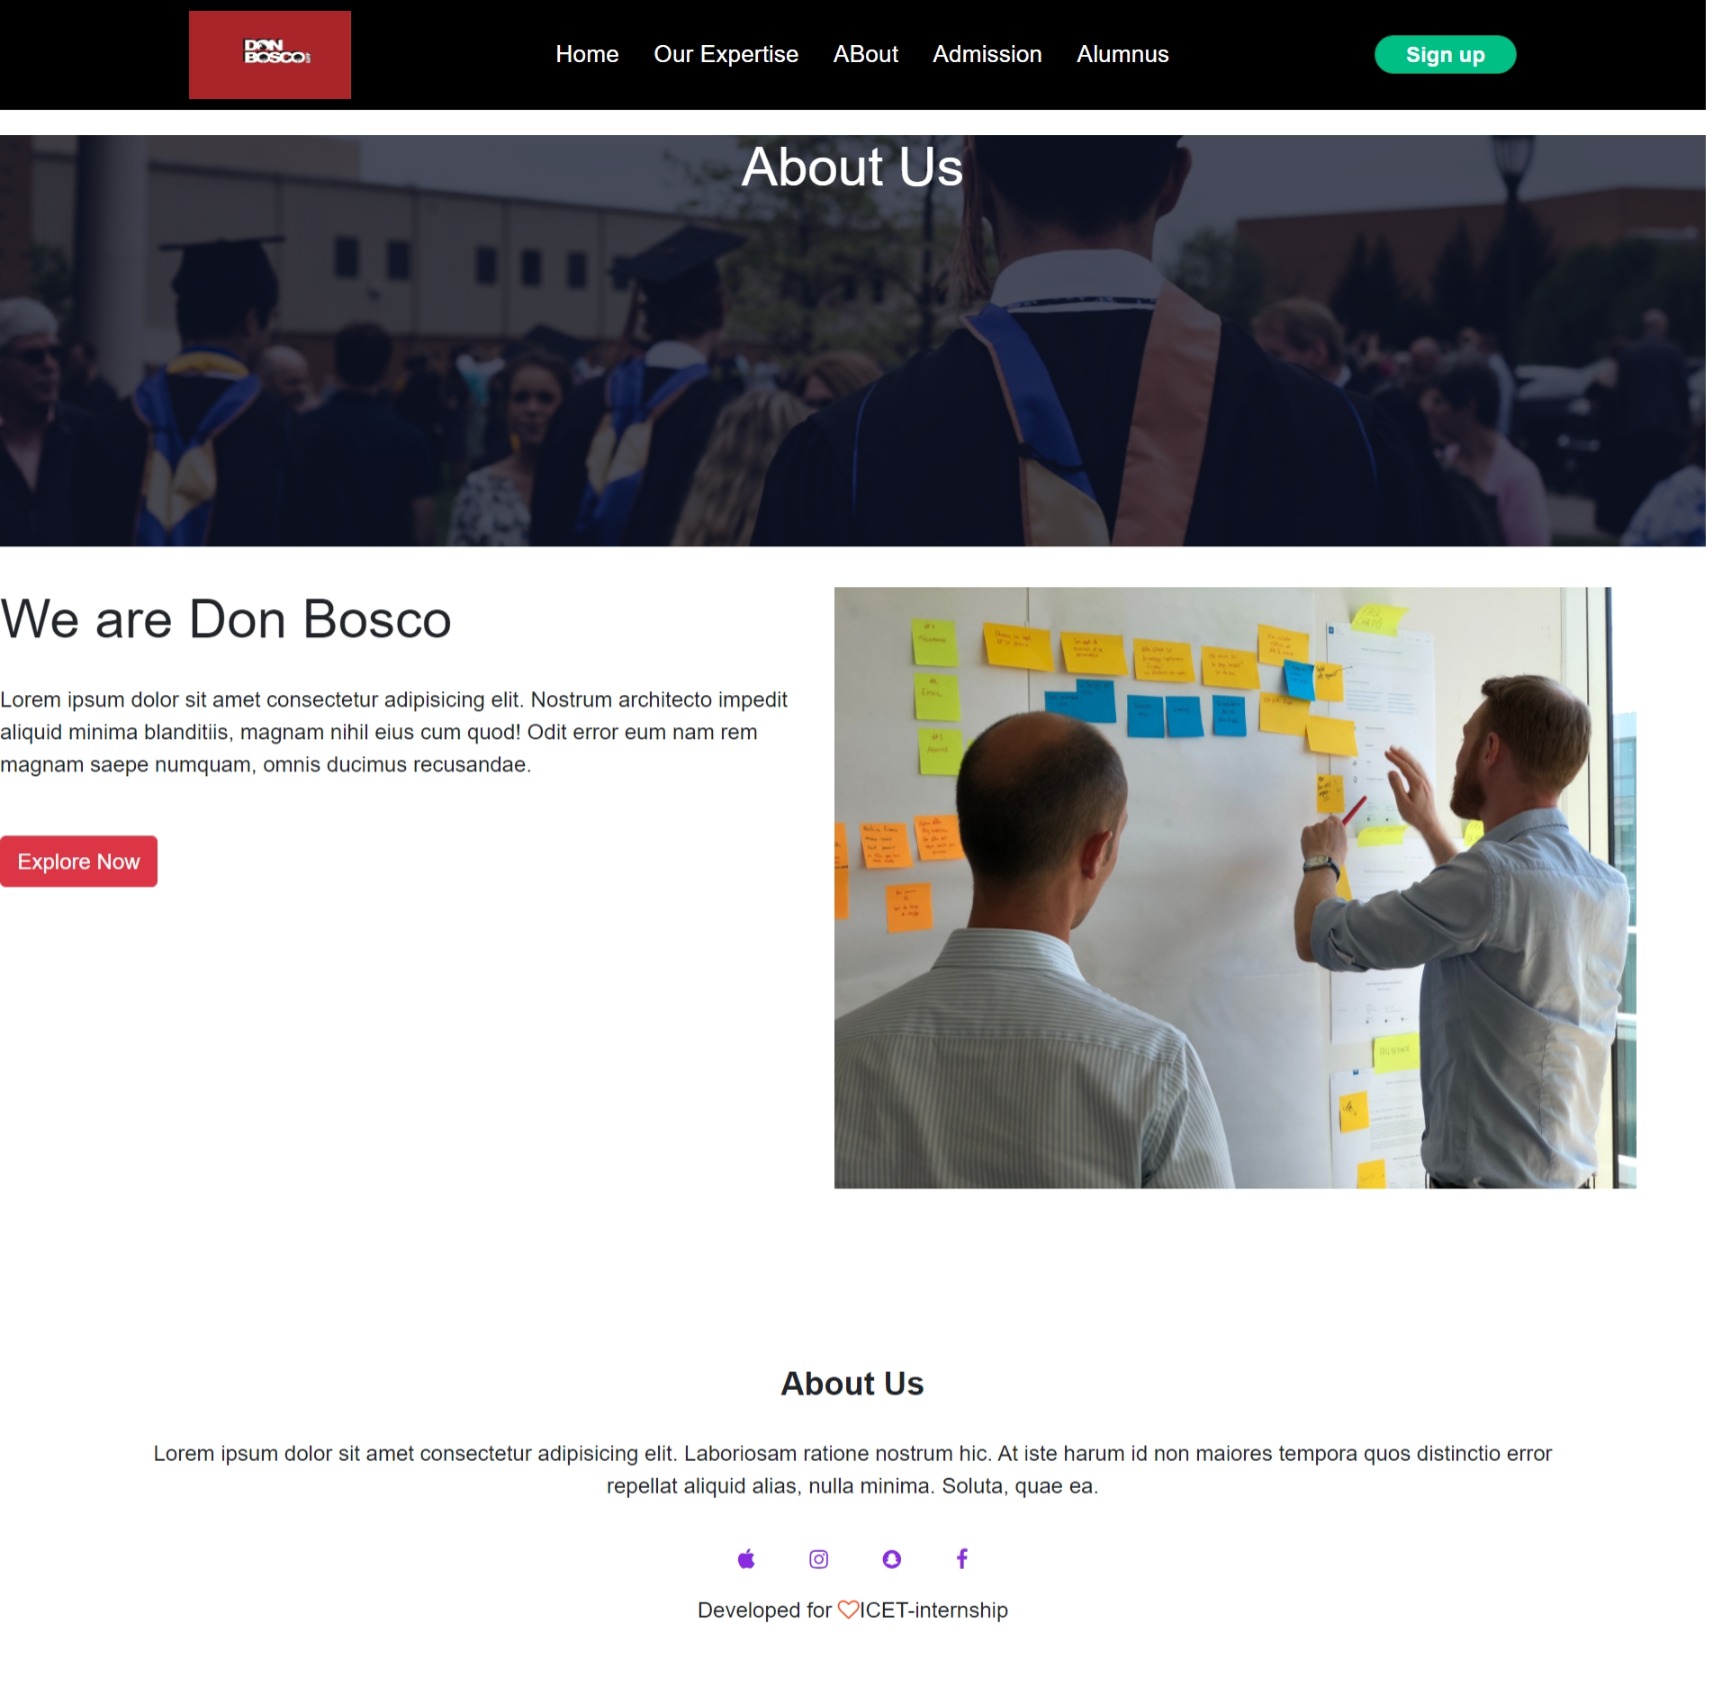 DON
BOSCO
Home
Our Expertise
ABout
Admission
Alumnus
Sign up
About Us
We are Don Bosco
Lorem ipsum dolor sit amet consectetur adipisicing elit. Nostrum architecto impedit
aliquid minima blanditiis, magnam nihil eius cum quod! Odit error eum nam rem
magnam saepe numquam, omnis ducimus recusandae.
Explore Now
About Us
Lorem ipsum dolor sit amet consectetur adipisicing elit. Laboriosam ratione nostrum hic. At iste harum id non maiores tempora quos distinctio error
repellat aliquid alias, nulla minima. Soluta, quae ea.
Developed for ICET-internship